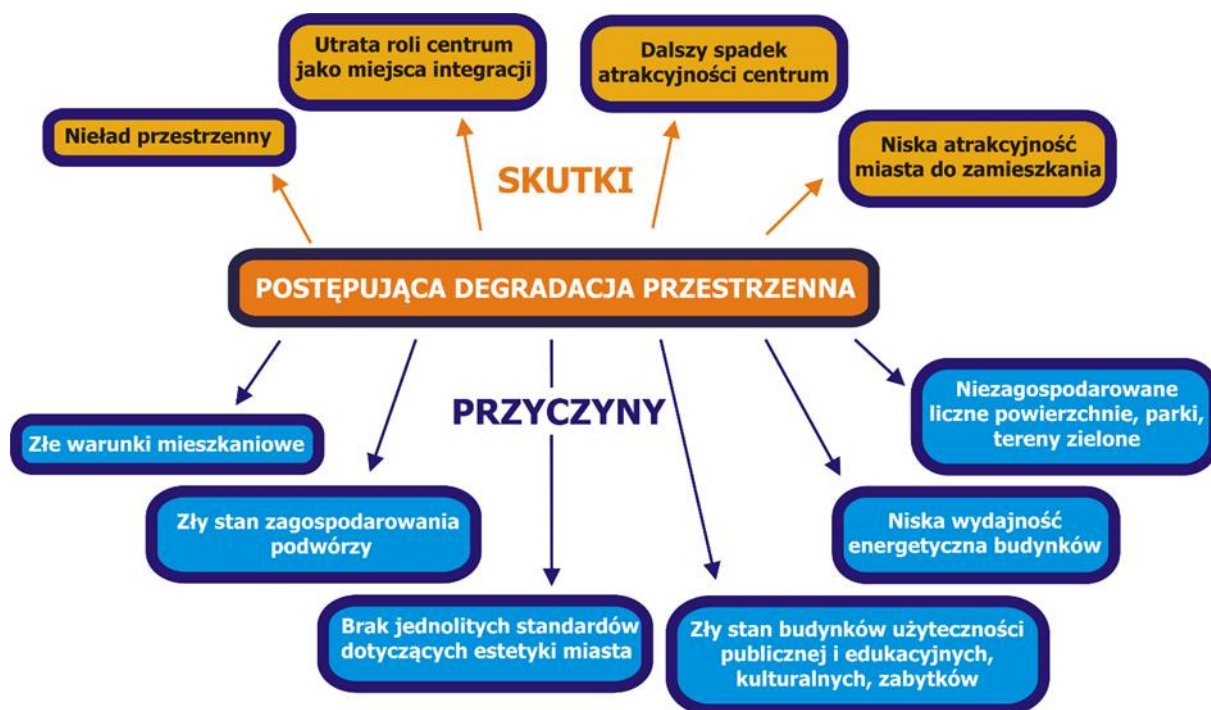 Utrata roli centrum
jako miejsca integracji
Dalszy spadek
atrakcyjności centrum
Nieład przestrzenny
Niska atrakcyjność
miasta do zamieszkania
SKUTKI
POSTĘPUJĄCA DEGRADACJA PRZESTRZENNA
PRZYCZYNY
Niezagospodarowane
liczne powierzchnie, parki,
tereny zielone
Złe warunki mieszkaniowe
Zły stan zagospodarowania
podwórzy
Niska wydajność
energetyczna budynków
Brak jednolitych standardów
dotyczących estetyki miasta
Zły stan budynków użyteczności
publicznej i edukacyjnych,
kulturalnych, zabytków